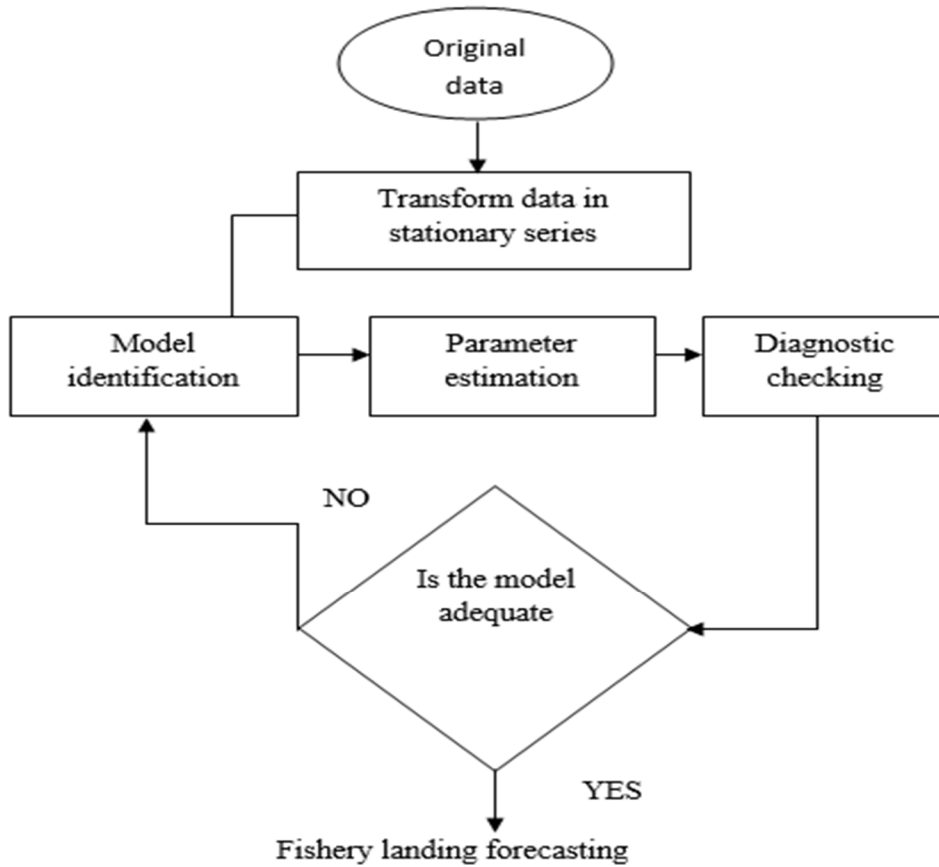 Original
data
Transform data in
stationary series
Model
identification
Parameter
estimation
Diagnostic
checking
NO
Is the model
adequate
YES
Fishery landing forecasting